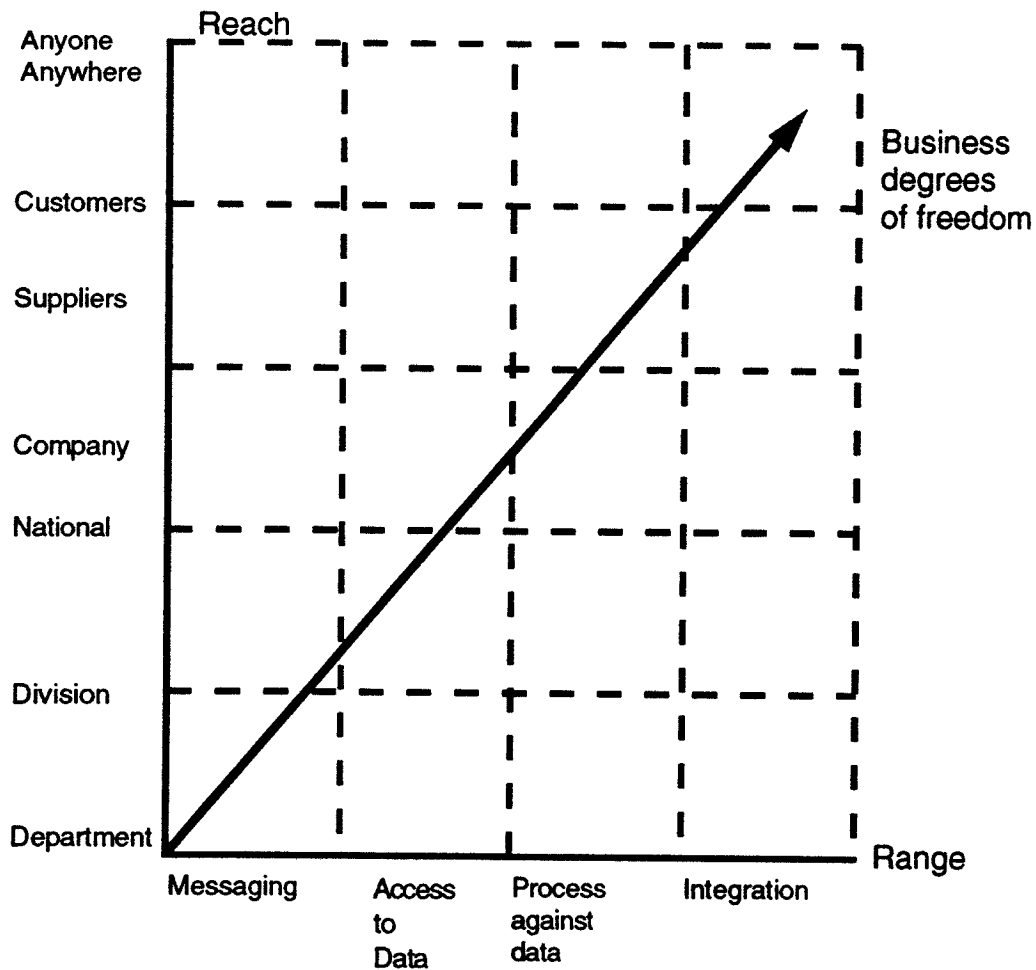 Reach
Anyone
Anywhere
Business
degrees
of freedom
Customers
Suppliers
Company
National
Division
Department
Range
Messaging
Access
to
Data
Process
against
data
Integration